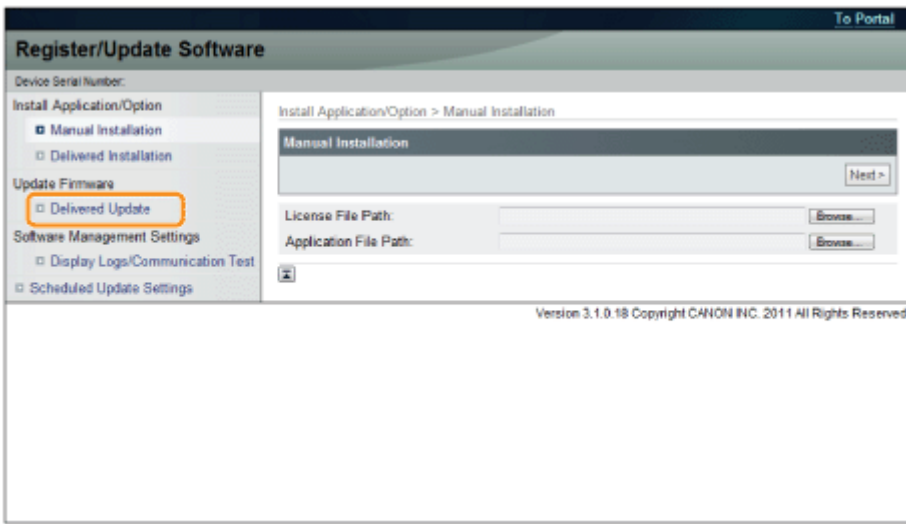 To Portal
Register/Update Software
Device Serial Number:
Install Application/Option
Manual Installation
Delivered Installation
Update Firmware
Delivered Update
Software Management Settings
Display Logs/Communication Test
Scheduled Update Settings
Install Application/Option > Manual Installation
Manual Installation
Next >
License File Path: Browse...
Application File Path: Browse...
Version 3.1.0.18 Copyright CANON INC. 2011 All Rights Reserved